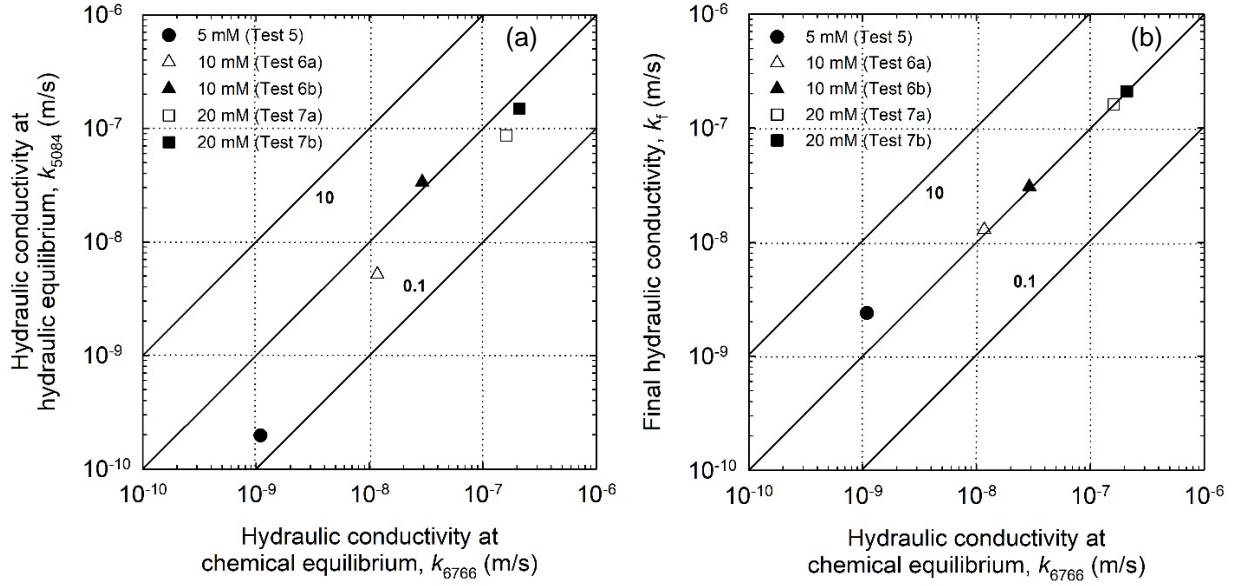 (a)
5 mM (Test 5)
10 mM (Test 6a)
10 mM (Test 6b)
20 mM (Test 7a)
20 mM (Test 7b)
10
0.1
Hydraulic conductivity at
hydraulic equilibrium, k5084 (m/s)
10-6
10-7
10-8
10-9
10-10
10-10 10-9 10-8 10-7 10-6
Hydraulic conductivity at
chemical equilibrium, k6766 (m/s)
(b)
5 mM (Test 5)
10 mM (Test 6a)
10 mM (Test 6b)
20 mM (Test 7a)
20 mM (Test 7b)
10
0.1
Final hydraulic conductivity, kf (m/s)
10-6
10-7
10-8
10-9
10-10
10-10 10-9 10-8 10-7 10-6
Hydraulic conductivity at
chemical equilibrium, k6766 (m/s)